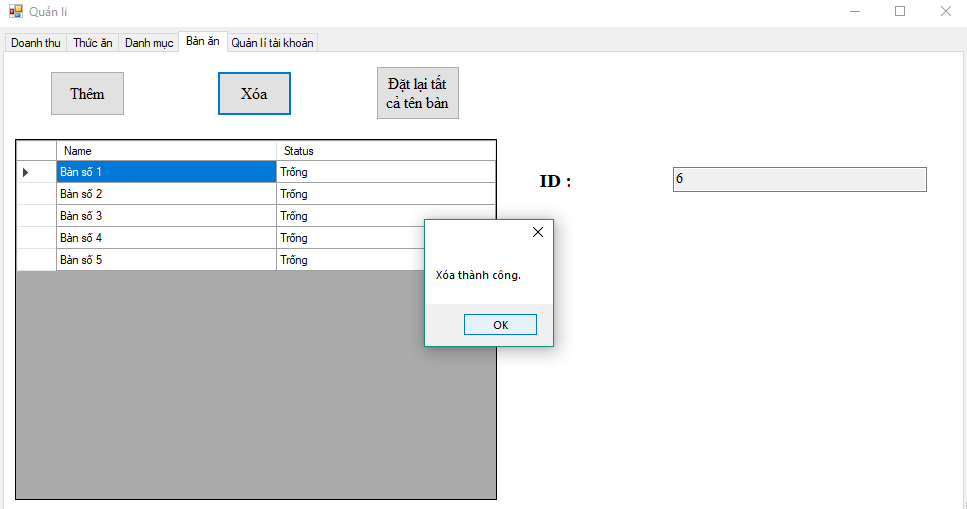 Quản lí
Doanh thu Thức ăn Danh mục Bàn ăn Quản lí tài khoản
Thêm
Xóa
Đặt lại tất
cả tên bàn
Name Status
Bàn số 1 Trống
Bàn số 2 Trống
Bàn số 3 Trống
Bàn số 4 Trống
Bàn số 5 Trống
ID : 6
Xóa thành công.
OK